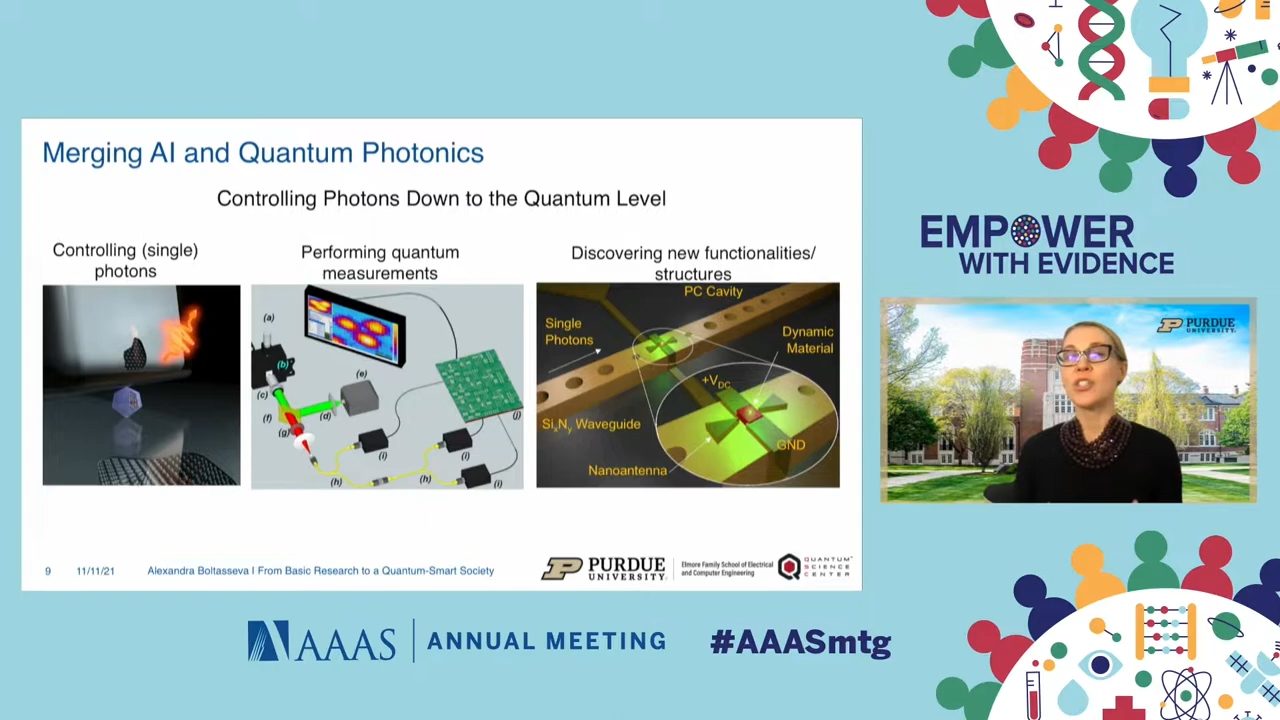 Merging AI and Quantum Photonics
Controlling Photons Down to the Quantum Level
Controlling (single)
photons
Performing quantum
measurements
Discovering new functionalities/
structures
(a)
(b)
(c)
(d)
(e)
(f)
(g)
(h)
(h)
(i)
(i)
(i)
(j)
PC Cavity
Single
Photons
Dynamic
Material
+VDC
SixNy Waveguide
GND
Nanoantenna
9 11/11/21 Alexandra Boltasseva I From Basic Research to a Quantum-Smart Society
PURDUE
UNIVERSITY
Elmore Family School of Electrical
and Computer Engineering
QUANTUM
SCIENCE
CENTER
EMPOWER
WITH EVIDENCE
PURDUE
UNIVERSITY
AAAS ANNUAL MEETING #AAASmtg